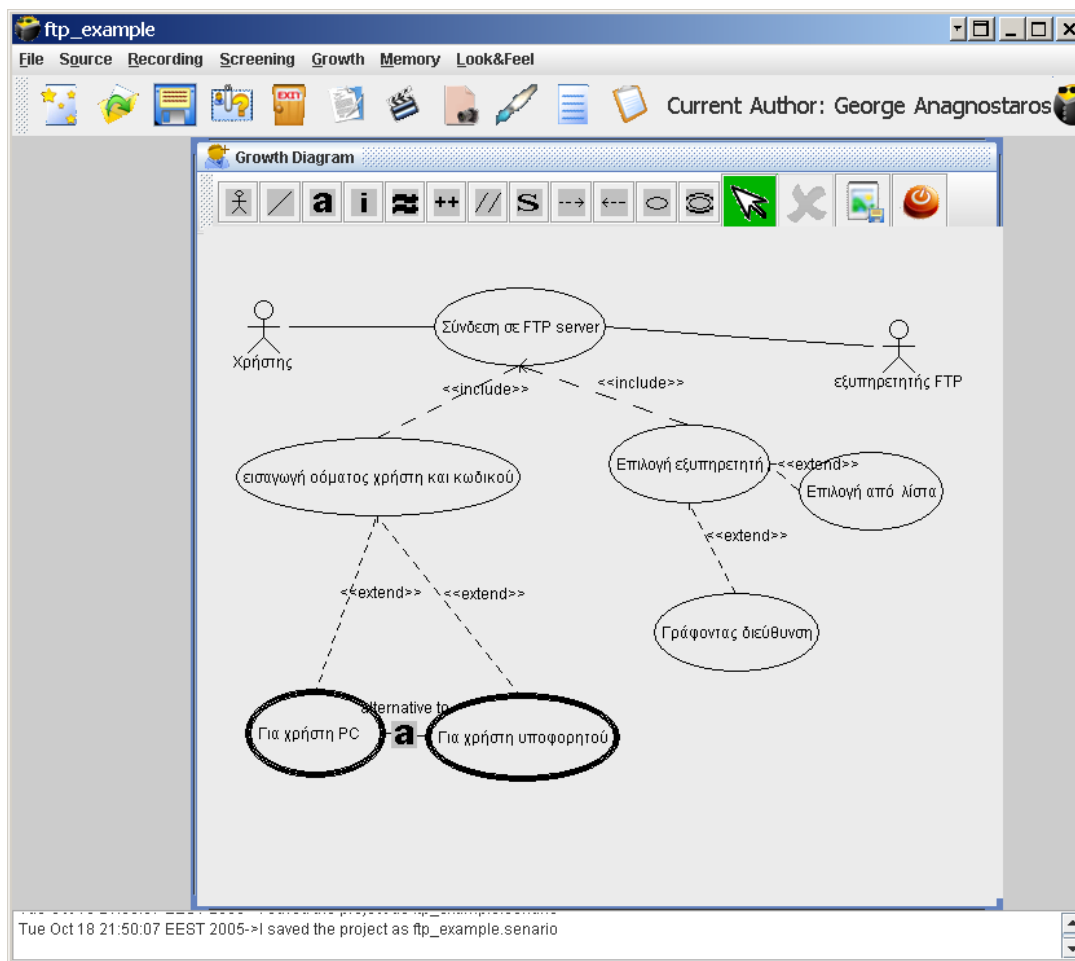 ftp_example
File Source Recording Screening Growth Memory Look&Feel
EXIT
Current Author: George Anagnostaros
Growth Diagram
a i ++ // S
Σύνδεση σε FTP server
Χρήστης
εξυπηρετητής FTP
<<include>>
<<include>>
εισαγωγή οόματος χρήστη και κωδικού
Επιλογή εξυπηρετητή
<<extend>>
Επιλογή από λίστα
<<extend>>
<<extend>>
<<extend>>
Γράφοντας διεύθυνση
alternative to
Για χρήστη PC
a
Για χρήστη υποφορητού
Tue Oct 18 21:50:07 EEST 2005->I saved the project as ftp_example.senario